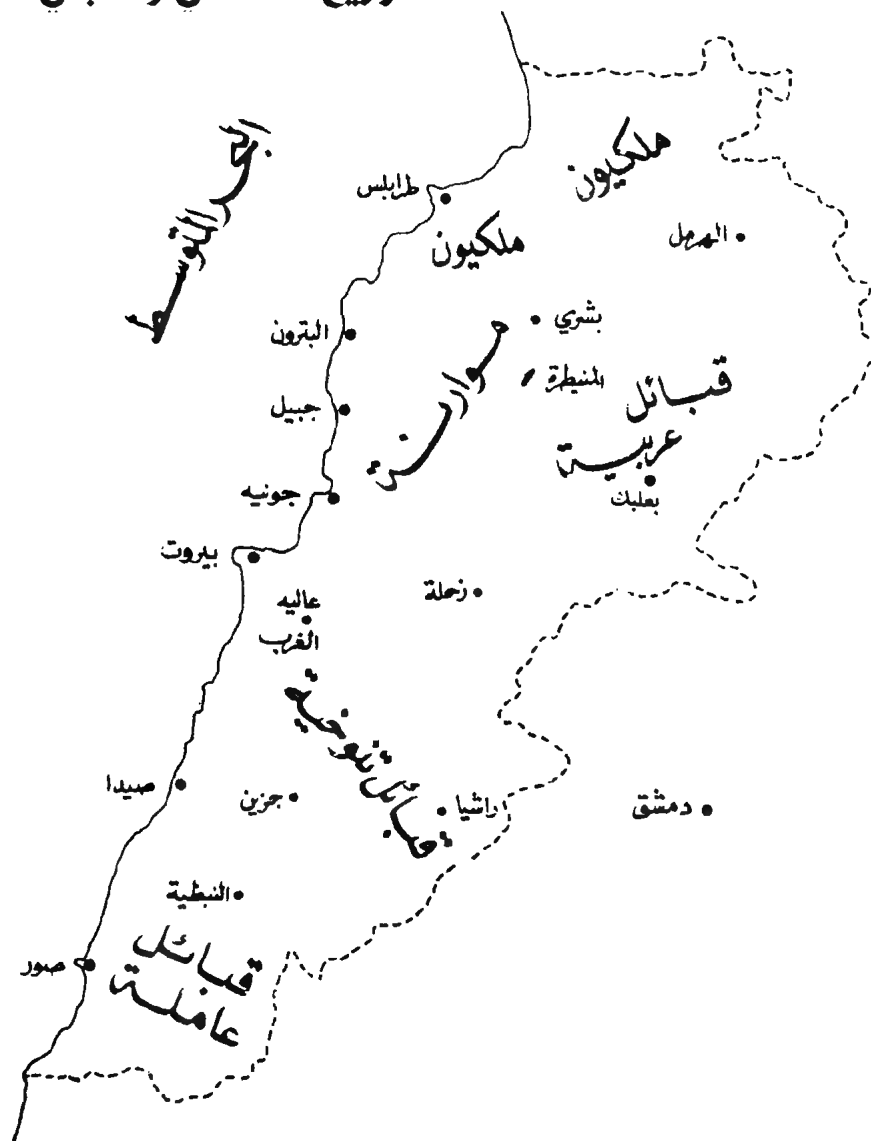 البحر المتوسط
ملكيون
طرابلس
ملكيون
الهرمل
بشري
البترون
موارنة
المنيطرة
قبائل
عربية
جبيل
بعلبك
جونيه
بيروت
زحلة
عاليه
الغرب
قبائل تنوخية
صيدا
جزين
راشيا
دمشق
النبطية
قبائل
عاملة
صور